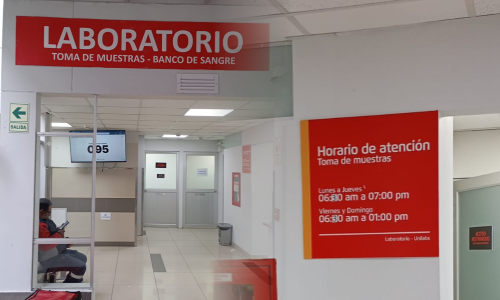 LABORATORIO
TOMA DE MUESTRAS - BANCO DE SANGRE
SALIDA
095
Horario de atención
Toma de muestras
Lunes a Jueves
06:30 am a 07:00 pm
Viernes y Domingo
06:30 am a 01:00 pm
Laboratorio - Unilabs